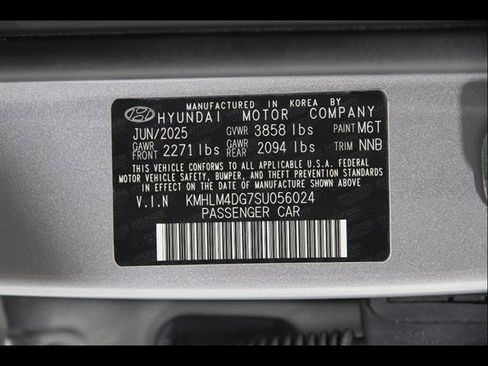 MANUFACTURED IN KOREA BY
HYUNDAI MOTOR COMPANY
JUN/2025 GVWR 3858 lbs PAINT M6T
GAWR FRONT 2271 lbs GAWR REAR 2094 lbs TRIM NNB
THIS VEHICLE CONFORMS TO ALL APPLICABLE U.S.A. FEDERAL
MOTOR VEHICLE SAFETY, BUMPER, AND THEFT PREVENTION
STANDARDS IN EFFECT ON THE DATE OF MANUFACTURE SHOWN ABOVE.
V.I.N KMHLM4DG7SU056024
PASSENGER CAR